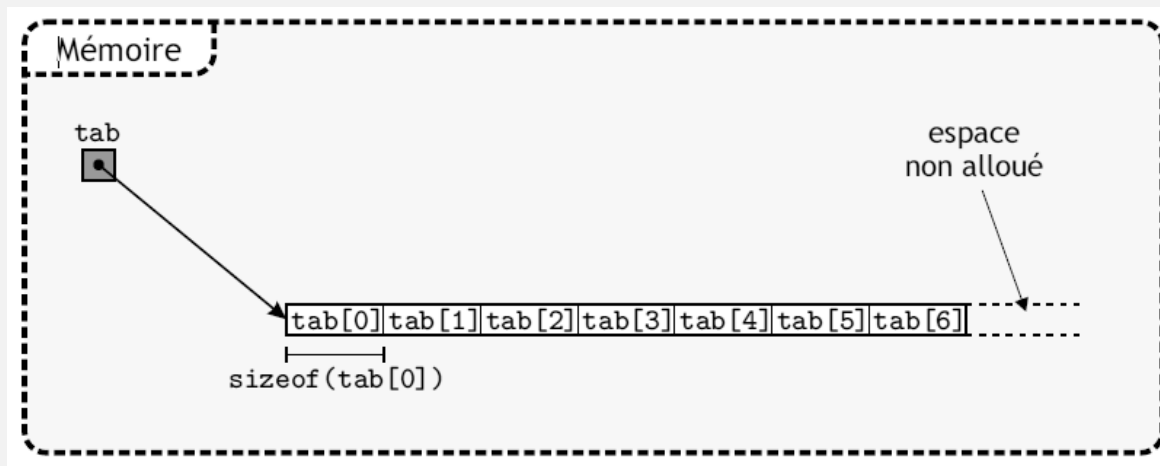 Mémoire
tab
espace
non alloué
tab[0] tab[1] tab[2] tab[3] tab[4] tab[5] tab[6]
sizeof(tab[0])